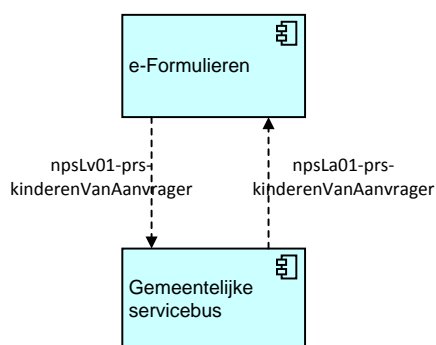 e-Formulieren
npsLv01-prs-
kinderenVanAanvrager
npsLa01-prs-
kinderenVanAanvrager
Gemeentelijke
servicebus